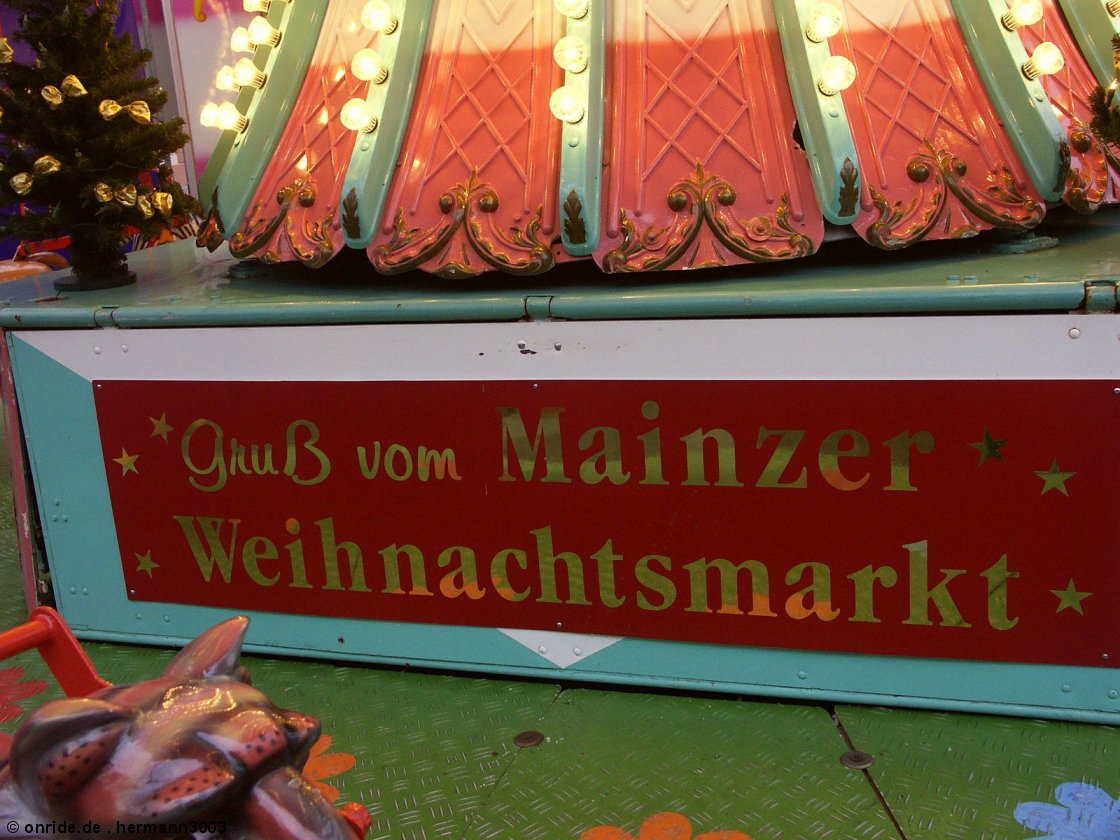 Gruß vom Mainzer
Weihnachtsmarkt
© onride.de . hermann3003